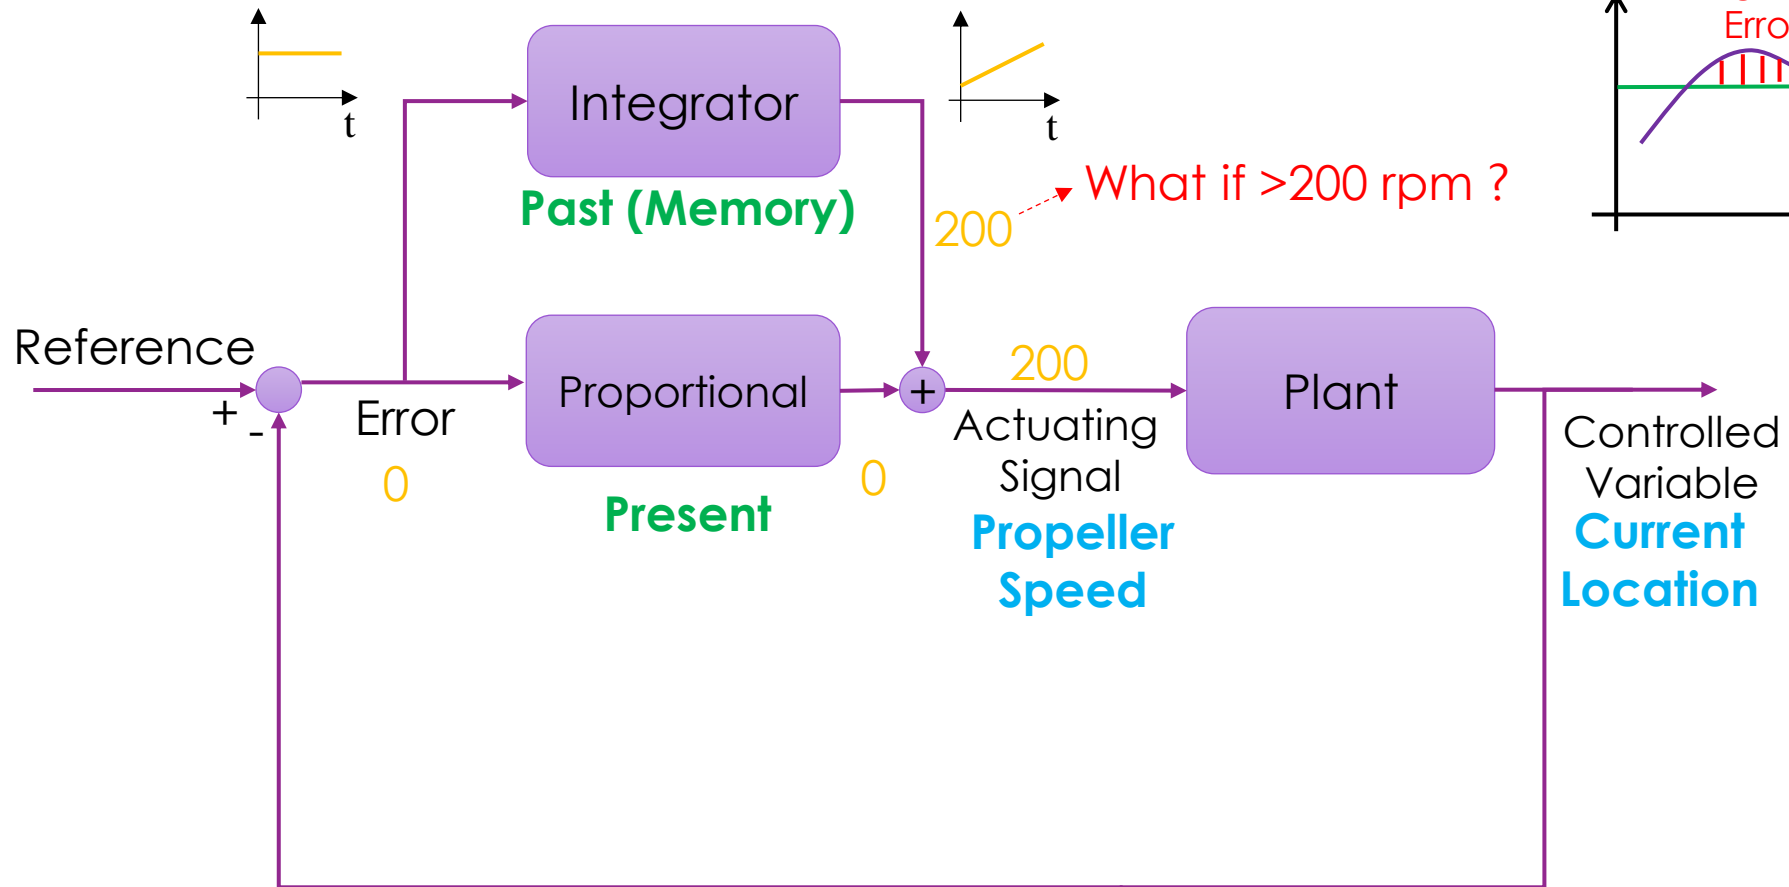 Integrator
t
t
Past (Memory)
200
What if >200 rpm ?
Reference
+
-
Error
0
Proportional
0
Present
+
200
Actuating
Signal
Propeller
Speed
Plant
Controlled
Variable
Current
Location